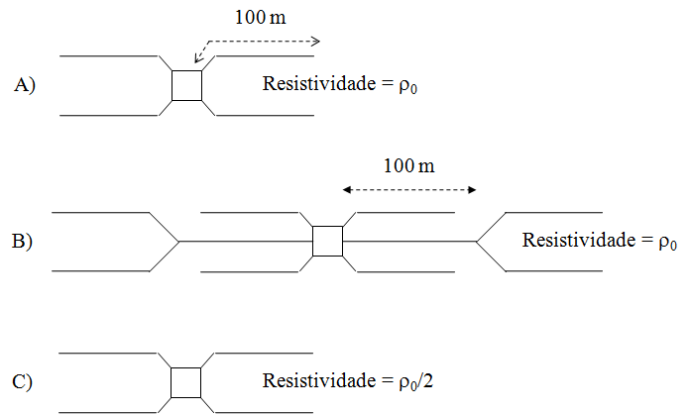 100 m
A)
Resistividade = ρ₀
100 m
B)
Resistividade = ρ₀
C)
Resistividade = ρ₀/2